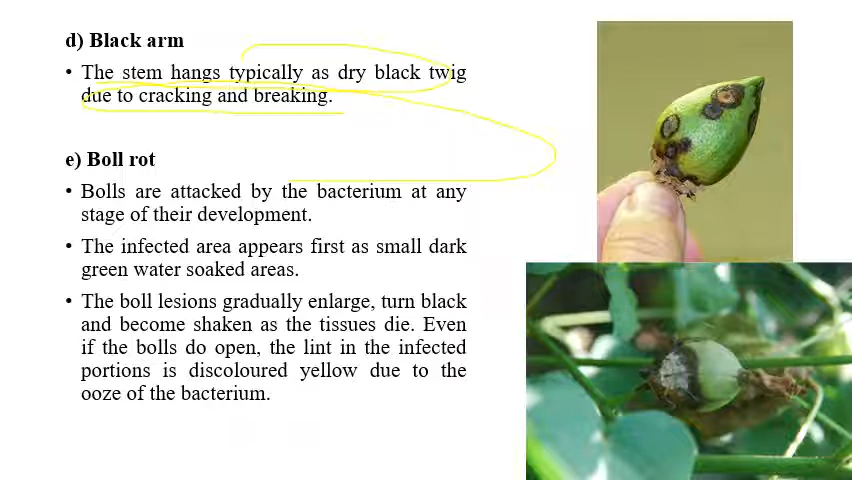 d) Black arm
• The stem hangs typically as dry black twig
due to cracking and breaking.
e) Boll rot
• Bolls are attacked by the bacterium at any
stage of their development.
• The infected area appears first as small dark
green water soaked areas.
• The boll lesions gradually enlarge, turn black
and become shaken as the tissues die. Even
if the bolls do open, the lint in the infected
portions is discoloured yellow due to the
ooze of the bacterium.